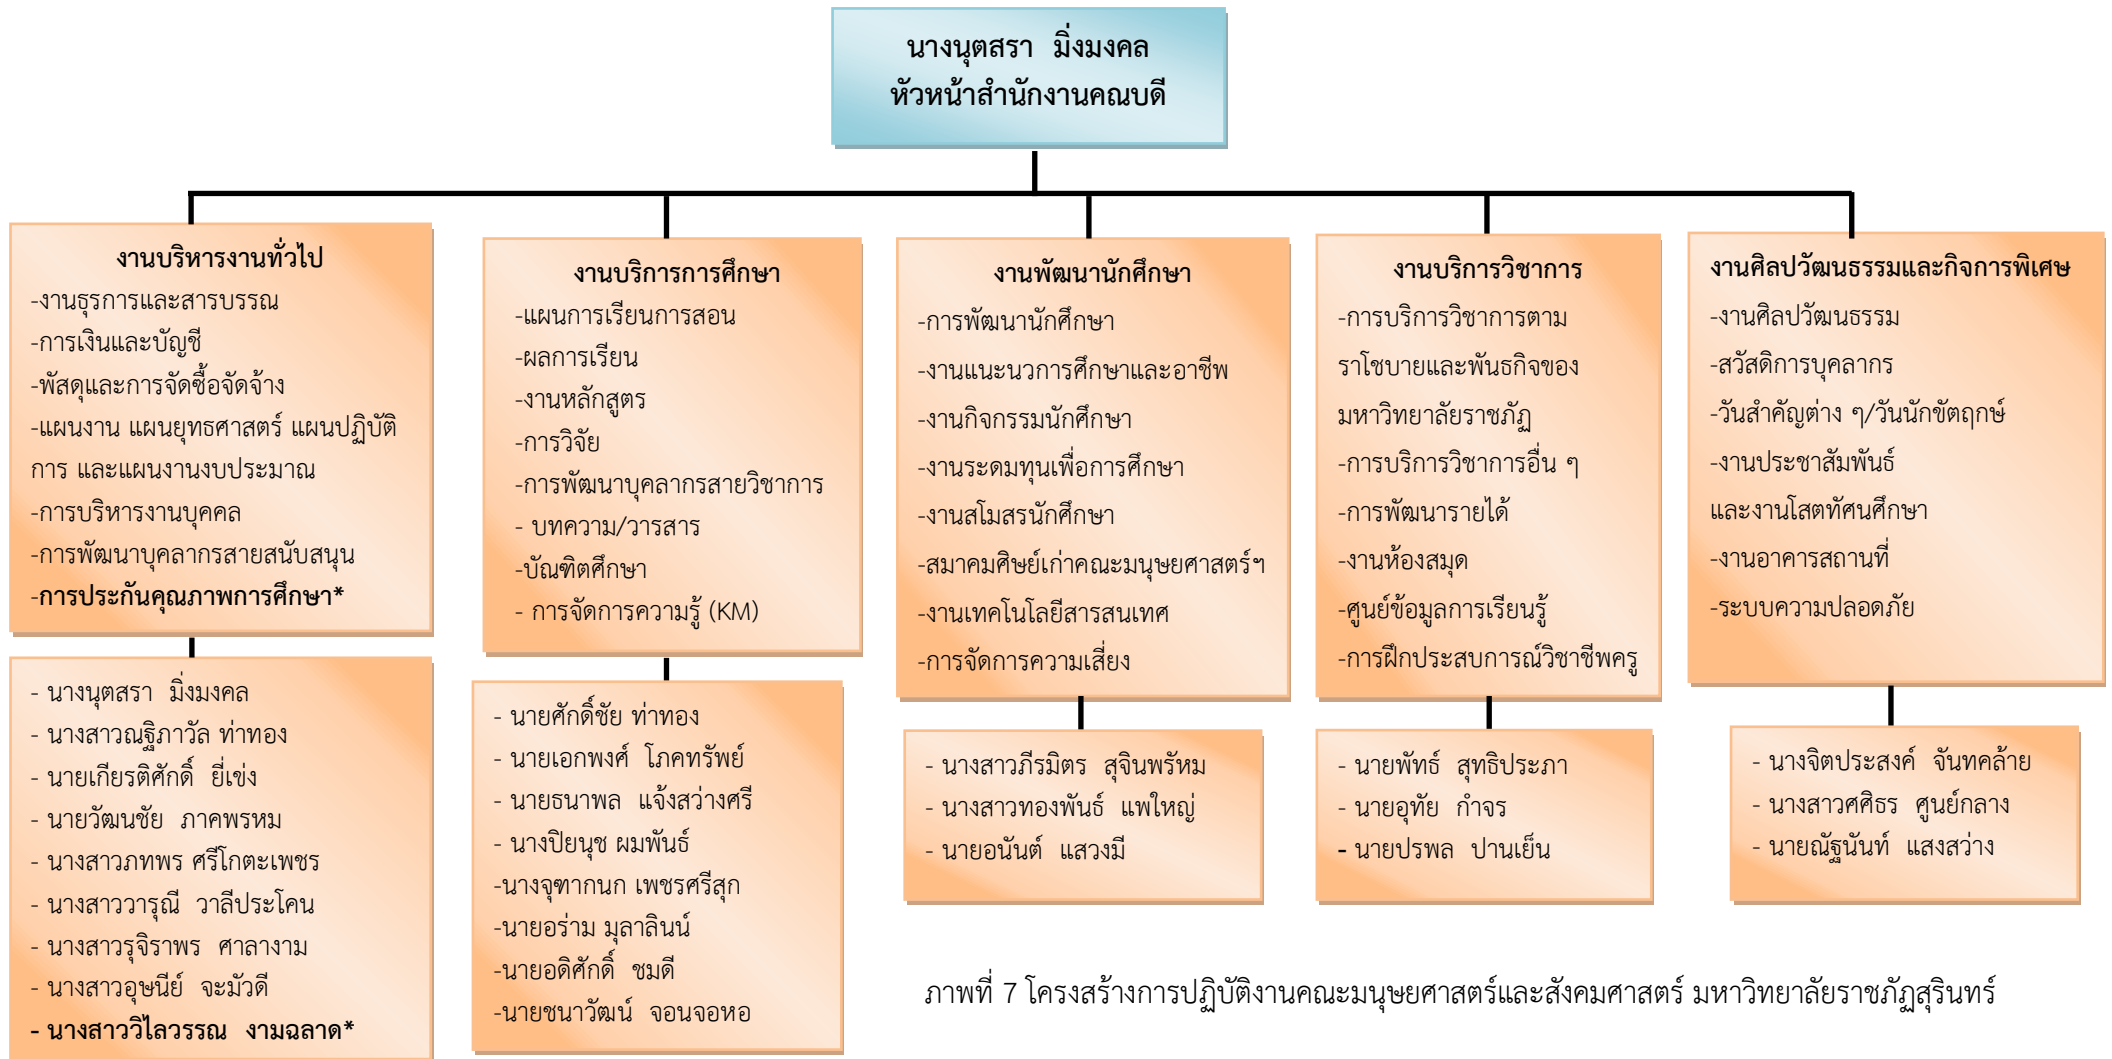 นางนุตสรา มิ่งมงคล
หัวหน้าสำนักงานคณบดี
งานบริหารงานทั่วไป
-งานธุรการและสารบรรณ
-การเงินและบัญชี
-พัสดุและการจัดซื้อจัดจ้าง
-แผนงาน แผนยุทธศาสตร์ แผนปฏิบัติ
การ และแผนงานงบประมาณ
-การบริหารงานบุคคล
-การพัฒนาบุคลากรสายสนับสนุน
-การประกันคุณภาพการศึกษา*
- นางนุตสรา มิ่งมงคล
- นางสาวณฐิภาวัล ท่าทอง
- นายเกียรติศักดิ์ ยี่เข่ง
- นายวัฒนชัย ภาคพรหม
- นางสาวภทพร ศรีโกตะเพชร
- นางสาววารุณี วาลีประโคน
- นางสาวรุจิราพร ศาลางาม
- นางสาวอุษนีย์ จะมัวดี
- นางสาววิไลวรรณ งามฉลาด*
งานบริการการศึกษา
-แผนการเรียนการสอน
-ผลการเรียน
-งานหลักสูตร
-การวิจัย
-การพัฒนาบุคลากรสายวิชาการ
- บทความ/วารสาร
-บัณฑิตศึกษา
- การจัดการความรู้ (KM)
- นายศักดิ์ชัย ท่าทอง
- นายเอกพงศ์ โภคทรัพย์
- นายธนาพล แจ้งสว่างศรี
- นางปิยนุช ผมพันธ์
-นางจุฑากนก เพชรศรีสุก
-นายอร่าม มุลาลินน์
-นายอดิศักดิ์ ชมดี
-นายชนาวัฒน์ จอนจอหอ
งานพัฒนานักศึกษา
-การพัฒนานักศึกษา
-งานแนะนวการศึกษาและอาชีพ
-งานกิจกรรมนักศึกษา
-งานระดมทุนเพื่อการศึกษา
-งานสโมสรนักศึกษา
-สมาคมศิษย์เก่าคณะมนุษยศาสตร์ฯ
-งานเทคโนโลยีสารสนเทศ
-การจัดการความเสี่ยง
- นางสาวภีรมิตร สุจินพรัหม
- นางสาวทองพันธ์ แพใหญ่
- นายอนันต์ แสวงมี
งานบริการวิชาการ
-การบริการวิชาการตาม
ราโชบายและพันธกิจของ
มหาวิทยาลัยราชภัฏ
-การบริการวิชาการอื่น ๆ
-การพัฒนารายได้
-งานห้องสมุด
-ศูนย์ข้อมูลการเรียนรู้
-การฝึกประสบการณ์วิชาชีพครู
- นายพัทธ์ สุทธิประภา
- นายอุทัย กำจร
- นายปรพล ปานเย็น
งานศิลปวัฒนธรรมและกิจการพิเศษ
-งานศิลปวัฒนธรรม
-สวัสดิการบุคลากร
-วันสำคัญต่าง ๆ/วันนักขัตฤกษ์
-งานประชาสัมพันธ์
และงานโสตทัศนศึกษา
-งานอาคารสถานที่
-ระบบความปลอดภัย
- นางจิตประสงค์ จันทคล้าย
- นางสาวศศิธร ศูนย์กลาง
- นายณัฐนันท์ แสงสว่าง
ภาพที่ 7 โครงสร้างการปฏิบัติงานคณะมนุษยศาสตร์และสังคมศาสตร์ มหาวิทยาลัยราชภัฏสุรินทร์